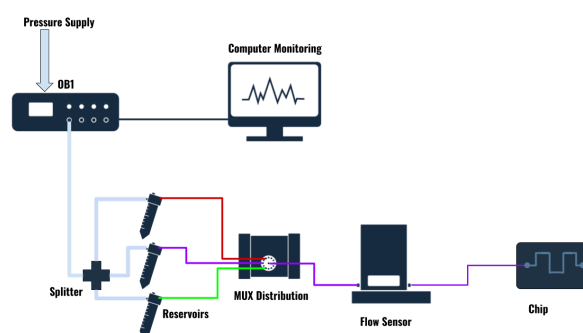 Pressure Supply
Computer Monitoring
OB1
Splitter
Reservoirs
MUX Distribution
Flow Sensor
Chip